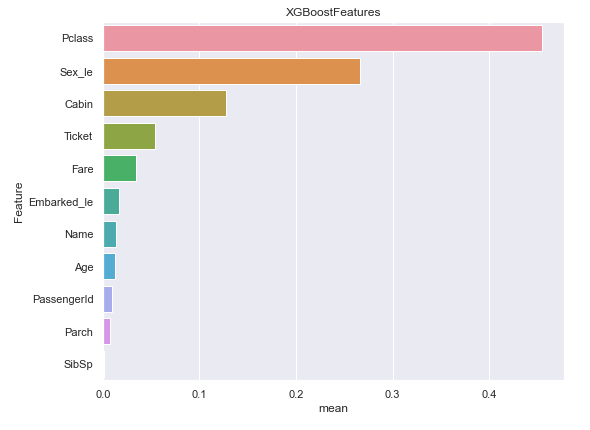 XGBoostFeatures
Pclass
Sex_le
Cabin
Ticket
Fare
Embarked_le
Name
Age
PassengerId
Parch
SibSp
Feature
0.0 0.1 0.2 0.3 0.4
mean